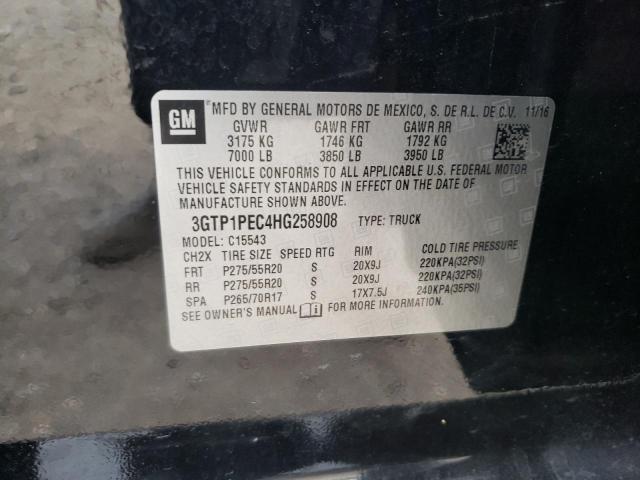 GM MFD BY GENERAL MOTORS DE MEXICO, S. DE R.L. DE C.V. 11/16
GVWR GAWR FRT GAWR RR
3175 KG 1746 KG 1792 KG
7000 LB 3850 LB 3950 LB
THIS VEHICLE CONFORMS TO ALL APPLICABLE U.S. FEDERAL MOTOR
VEHICLE SAFETY STANDARDS IN EFFECT ON THE DATE OF
MANUFACTURE SHOWN ABOVE.
3GTP1PEC4HG258908 TYPE: TRUCK
MODEL: C15543
CH2X TIRE SIZE SPEED RTG RIM COLD TIRE PRESSURE
FRT P275/55R20 S 20X9J 220KPA(32PSI)
RR P275/55R20 S 20X9J 220KPA(32PSI)
SPA P265/70R17 S 17X7.5J 240KPA(35PSI)
SEE OWNER'S MANUAL FOR MORE INFORMATION.